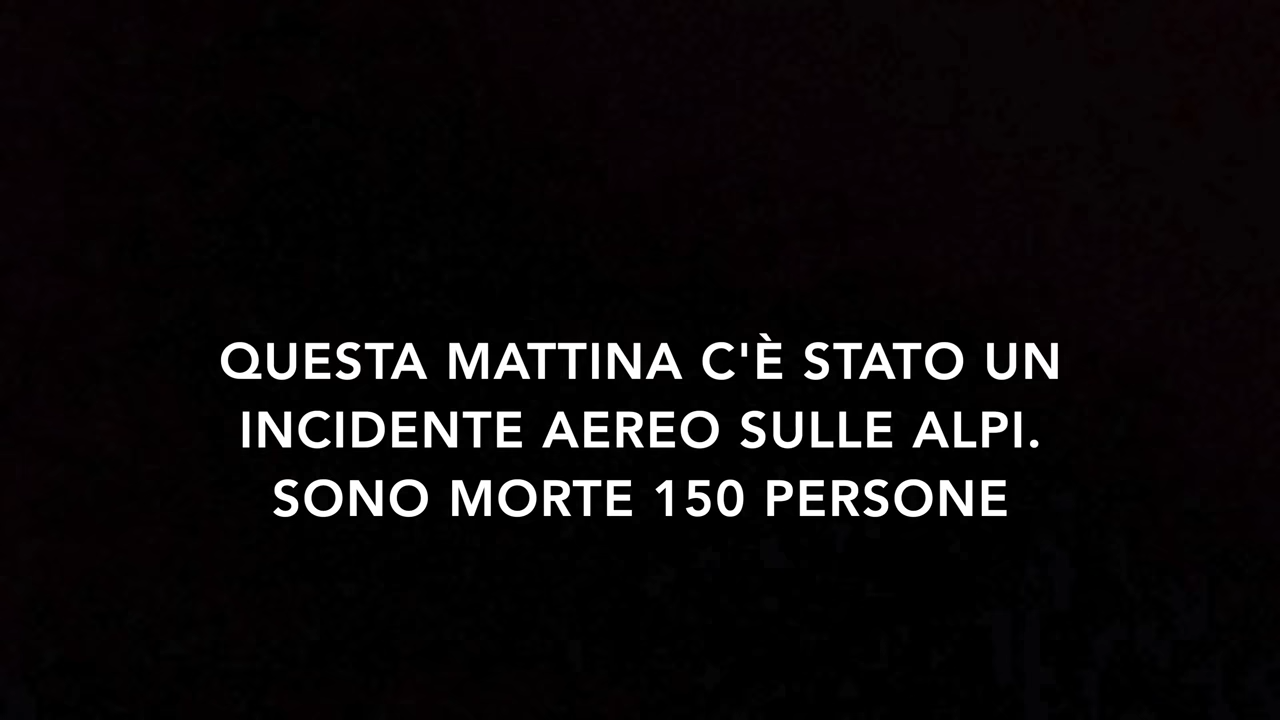 QUESTA MATTINA C'È STATO UN
INCIDENTE AEREO SULLE ALPI.
SONO MORTE 150 PERSONE